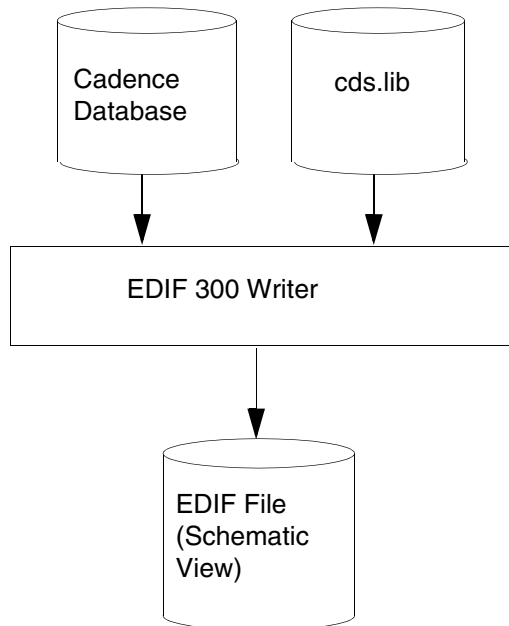 Cadence
Database
cds.lib
EDIF 300 Writer
EDIF File
(Schematic
View)